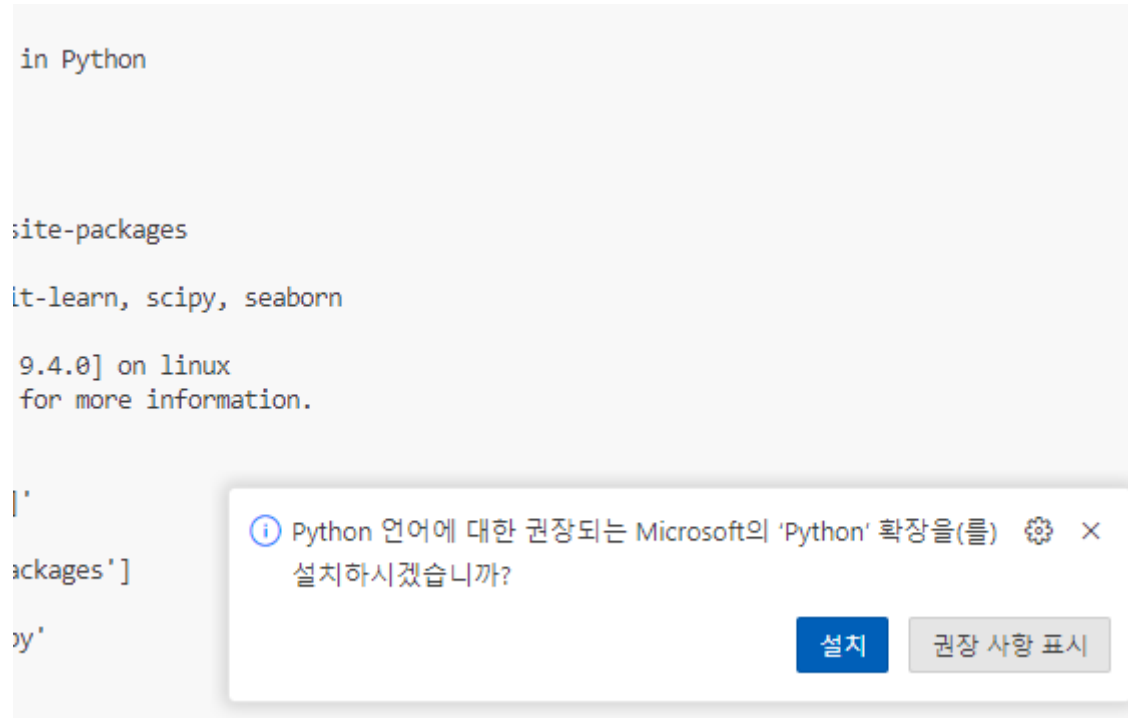 in Python
site-packages
it-learn, scipy, seaborn
9.4.0] on linux
for more information.
]'
ackages']
py'
Python 언어에 대한 권장되는 Microsoft의 'Python' 확장을(를)
설치하시겠습니까?
설치
권장 사항 표시